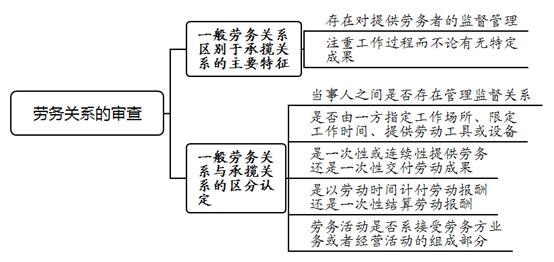 劳务关系的审查
一般劳务关系
区别于承揽关
系的主要特征
存在对提供劳务者的监督管理
注重工作过程而不论有无特定
成果
一般劳务关
系与承揽关
系的区分认
定
当事人之间是否存在管理监督关系
是否由一方指定工作场所、限定
工作时间、提供劳动工具或设备
是一次性或连续性提供劳务
还是一次性交付劳动成果
是以劳动时间计付劳动报酬
还是一次性结算劳动报酬
劳务活动是否系接受劳务方业
务或者经营活动的组成部分